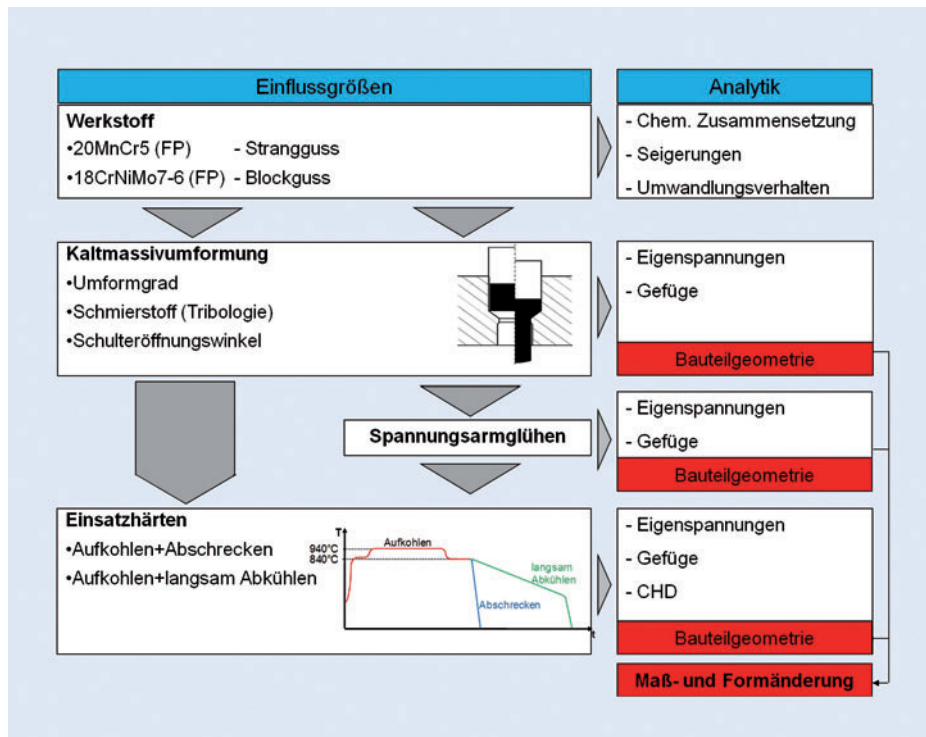 Einflussgrößen
Analytik
Werkstoff
•20MnCr5 (FP) - Strangguss
•18CrNiMo7-6 (FP) - Blockguss
- Chem. Zusammensetzung
- Seigerungen
- Umwandlungsverhalten
Kaltmassivumformung
•Umformgrad
•Schmierstoff (Tribologie)
•Schulteröffnungswinkel
- Eigenspannungen
- Gefüge
Bauteilgeometrie
Spannungsarmglühen
- Eigenspannungen
- Gefüge
Bauteilgeometrie
Einsatzhärten
•Aufkohlen+Abschrecken
•Aufkohlen+langsam Abkühlen
T
940°C
840°C
Aufkohlen
langsam
Abkühlen
Abschrecken
t
- Eigenspannungen
- Gefüge
- CHD
Bauteilgeometrie
Maß- und Formänderung